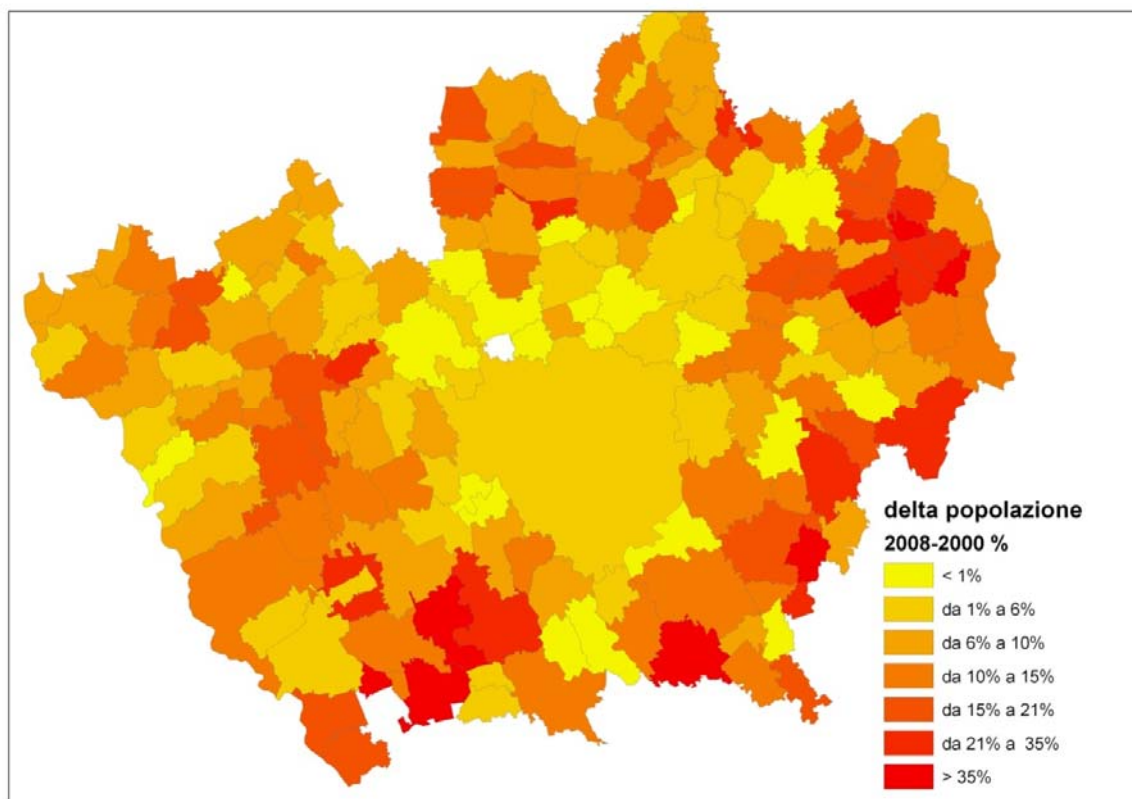 delta popolazione
2008-2000 %
< 1%
da 1% a 6%
da 6% a 10%
da 10% a 15%
da 15% a 21%
da 21% a 35%
> 35%